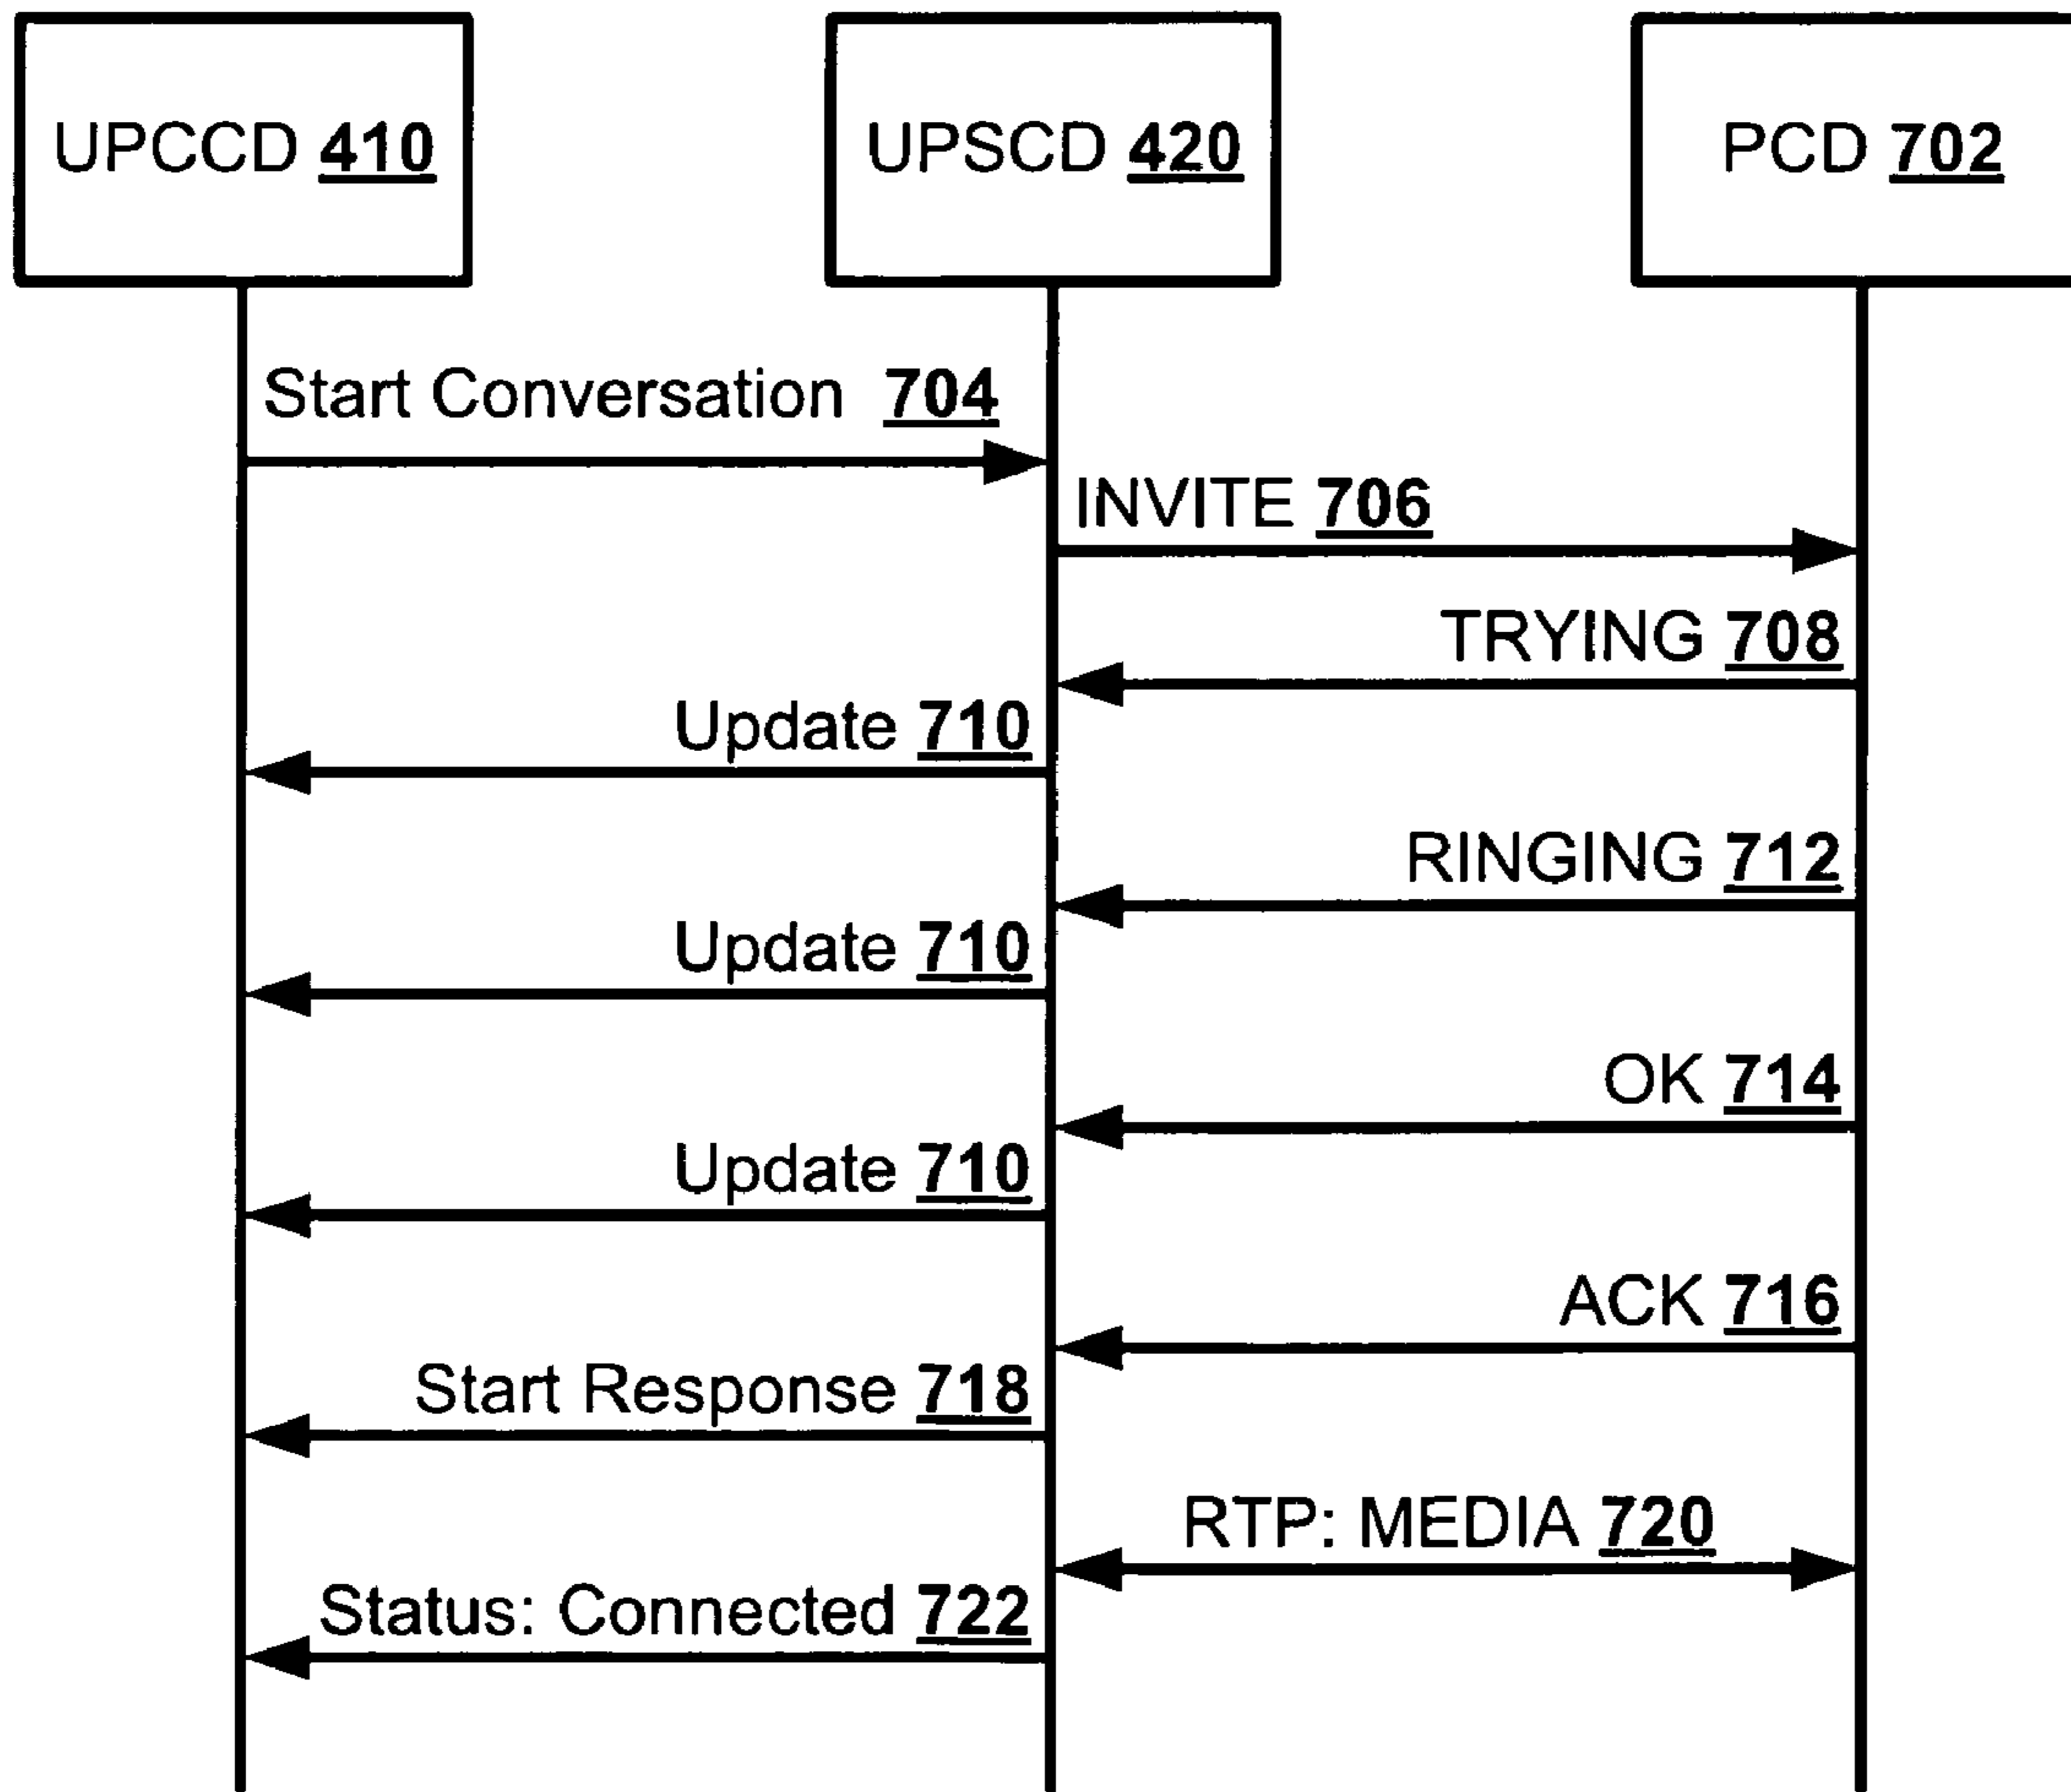 UPCCD 410
UPSCD 420
PCD 702
Start Conversation 704
INVITE 706
TRYING 708
Update 710
RINGING 712
Update 710
OK 714
Update 710
ACK 716
Start Response 718
RTP: MEDIA 720
Status: Connected 722